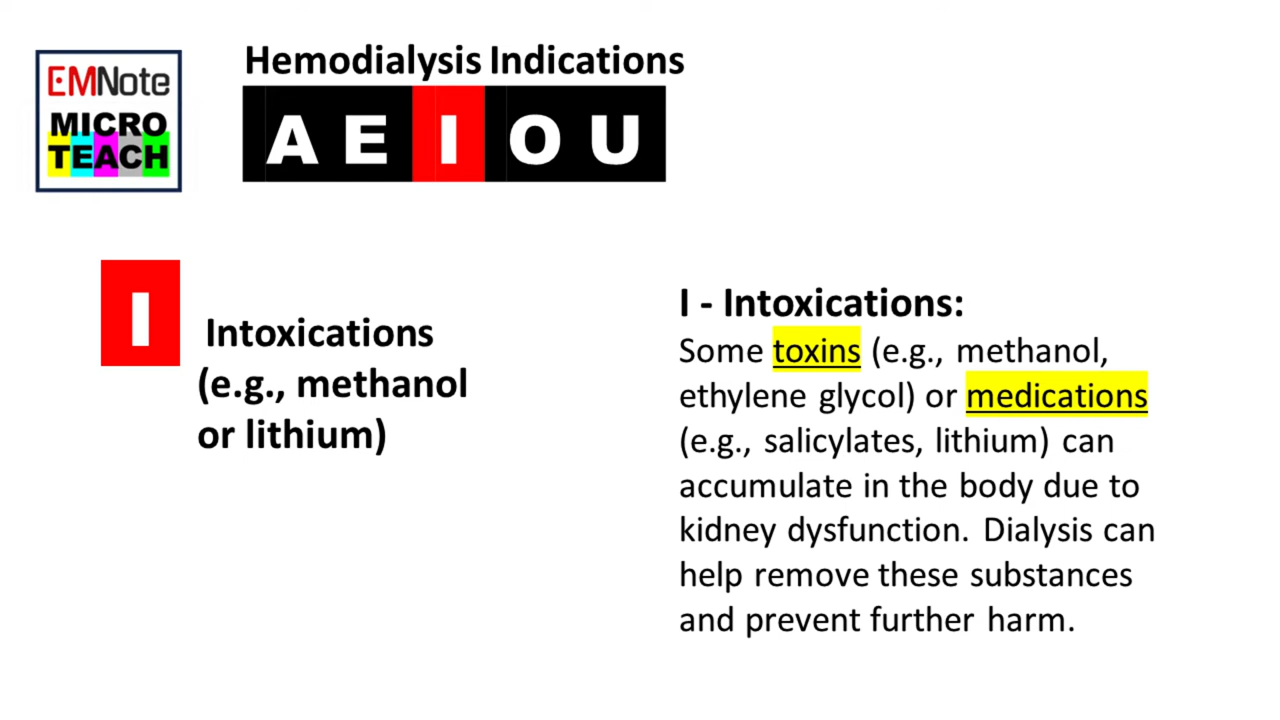 EMNote
MICRO
TEACH
Hemodialysis Indications
A E I O U
I
Intoxications
(e.g., methanol
or lithium)
I - Intoxications:
Some toxins (e.g., methanol,
ethylene glycol) or medications
(e.g., salicylates, lithium) can
accumulate in the body due to
kidney dysfunction. Dialysis can
help remove these substances
and prevent further harm.